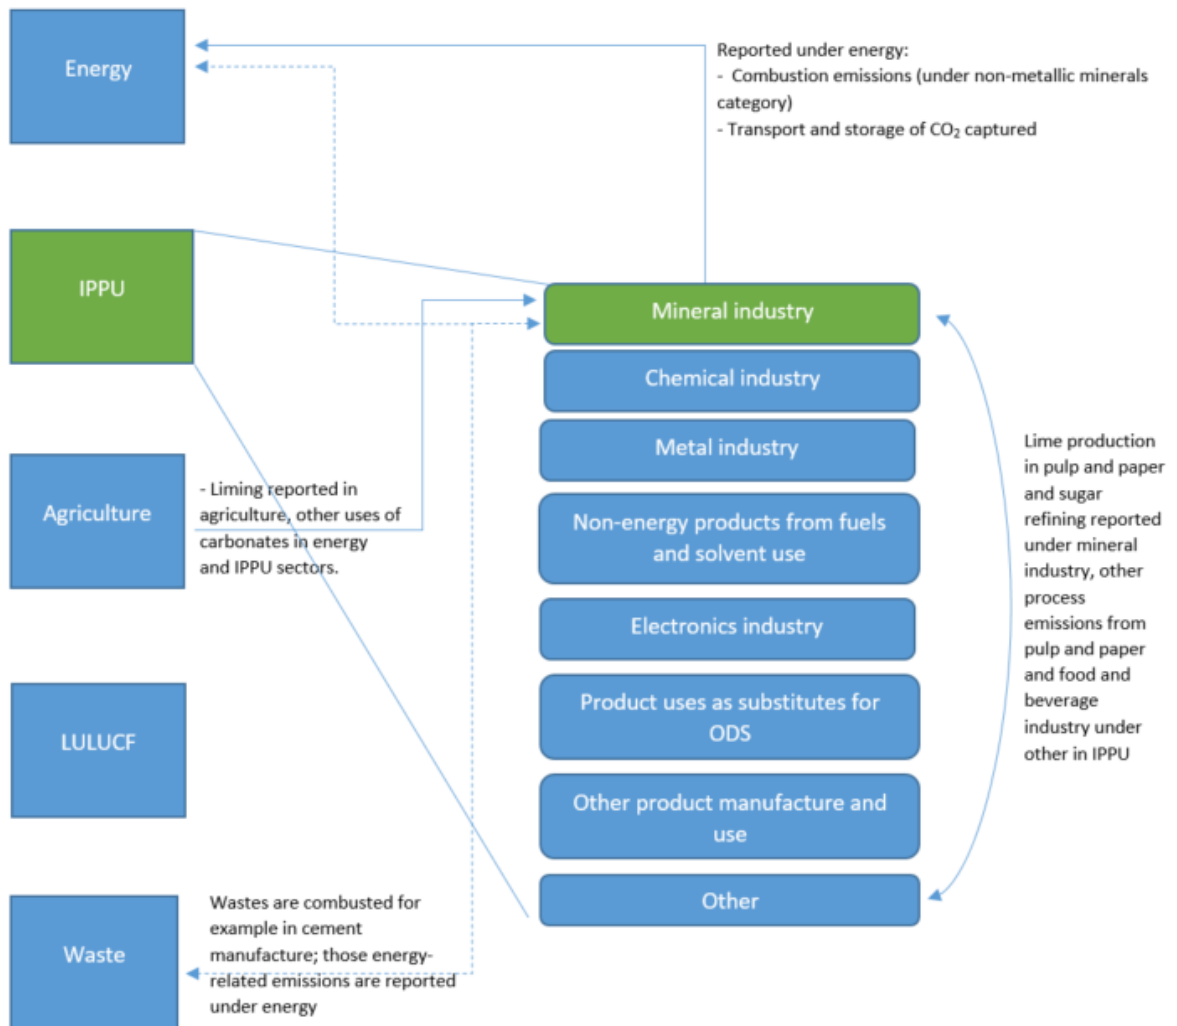 Energy
Reported under energy:
- Combustion emissions (under non-metallic minerals
category)
- Transport and storage of CO₂ captured
IPPU
Mineral industry
Chemical industry
Metal industry
Non-energy products from fuels
and solvent use
Electronics industry
Product uses as substitutes for
ODS
Other product manufacture and
use
Other
Lime production
in pulp and paper
and sugar
refining reported
under mineral
industry, other
process
emissions from
pulp and paper
and food and
beverage
industry under
other in IPPU
Agriculture
- Liming reported in
agriculture, other uses of
carbonates in energy
and IPPU sectors.
LULUCF
Waste
Wastes are combusted for
example in cement
manufacture; those energy-
related emissions are reported
under energy